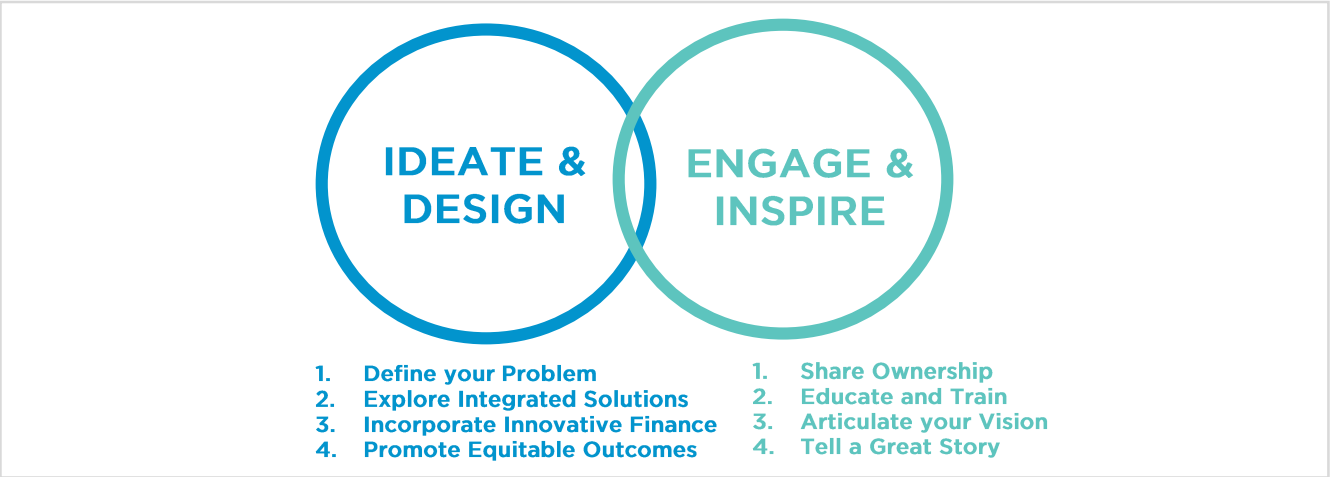 IDEATE &
DESIGN
ENGAGE &
INSPIRE
1. Define your Problem
2. Explore Integrated Solutions
3. Incorporate Innovative Finance
4. Promote Equitable Outcomes
1. Share Ownership
2. Educate and Train
3. Articulate your Vision
4. Tell a Great Story